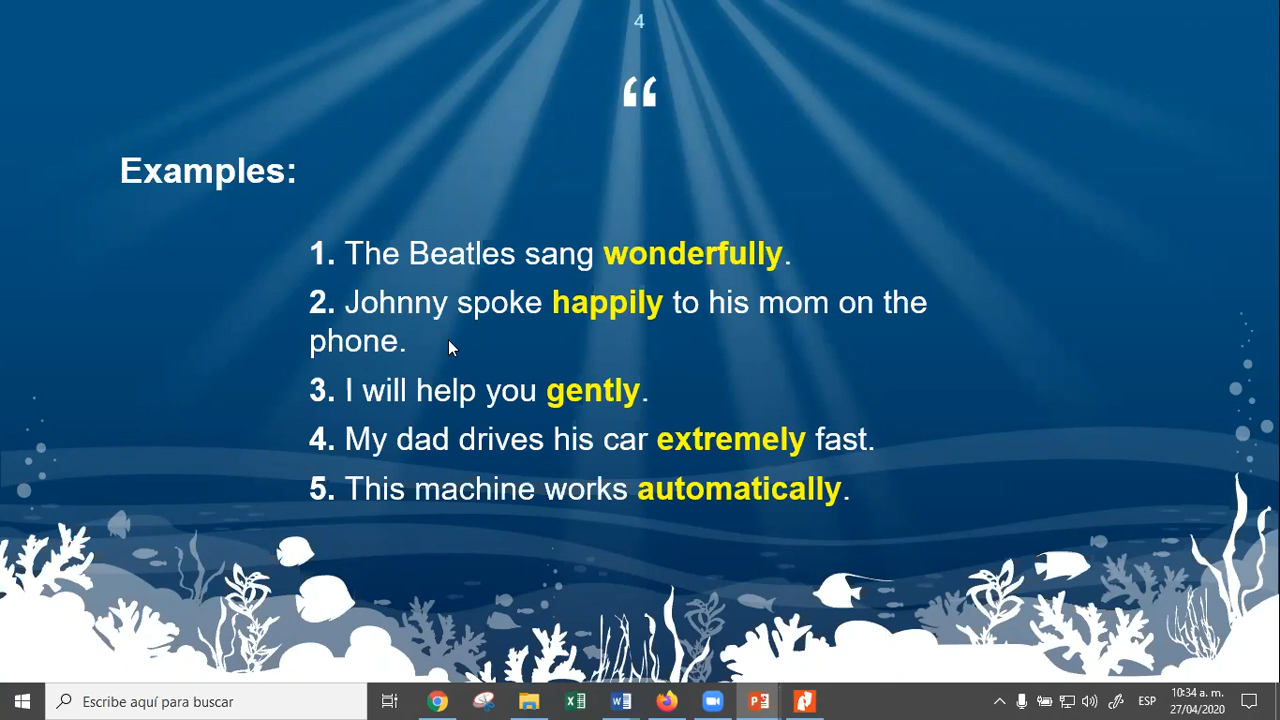 4
“
Examples:
1. The Beatles sang wonderfully.
2. Johnny spoke happily to his mom on the
phone.
3. I will help you gently.
4. My dad drives his car extremely fast.
5. This machine works automatically.
Escribe aquí para buscar
ESP
10:34 a. m.
27/04/2020